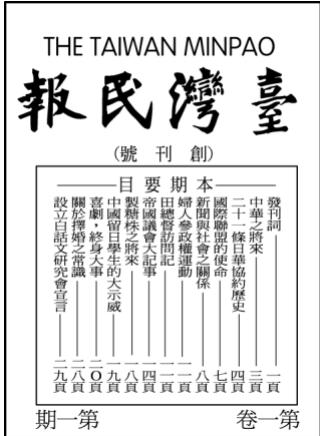 THE TAIWAN MINPAO
臺灣民報
(創刊號)
本期要目
發刊詞——一頁
中華之將來——三頁
二十一條日華協約歷史——四頁
國際聯盟的使命——七頁
新聞與社會之關係——八頁
婦人參政權運動——一一頁
田總督訪問記——一一頁
帝國議會大記事——一四頁
製糖株之將來——一八頁
中國留日學生的大示威——一九頁
喜劇，終身大事——二〇頁
關於擇婚之常識——二八頁
設立白話文研究會宣言——二九頁
第一卷 第一期